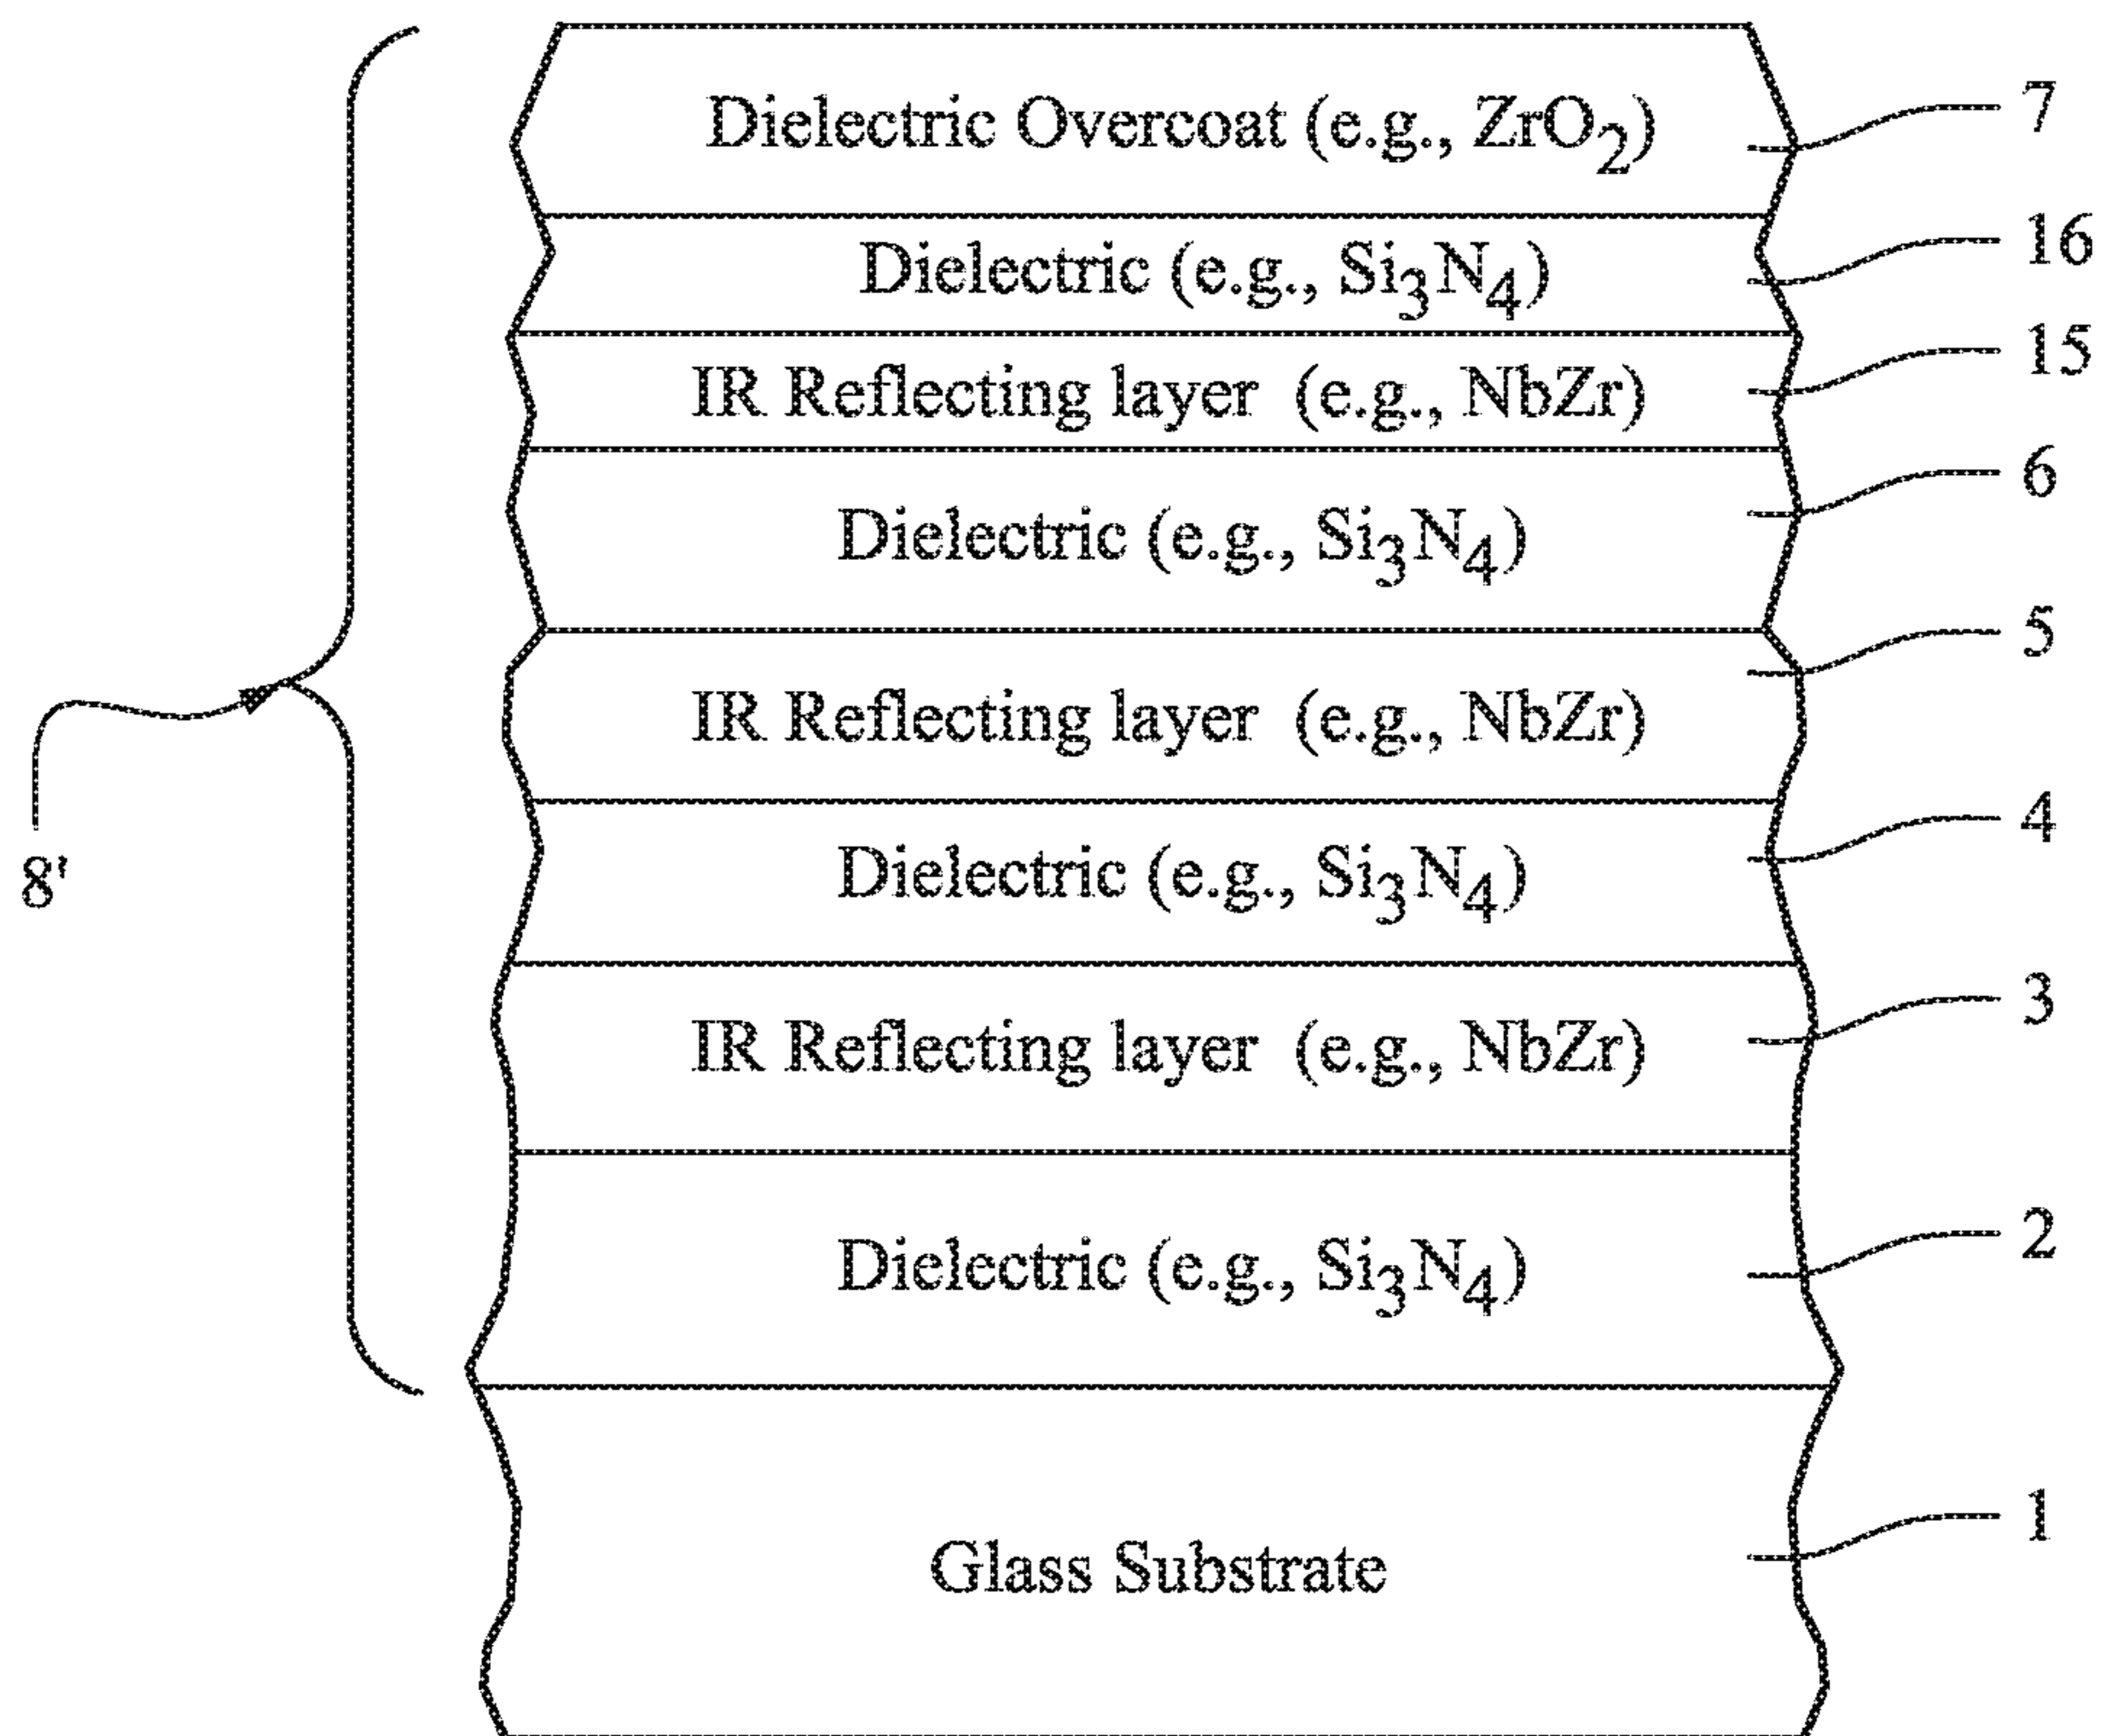 Dielectric Overcoat (e.g., ZrO₂) 7
Dielectric (e.g., Si₃N₄) 16
IR Reflecting layer (e.g., NbZr) 15
Dielectric (e.g., Si₃N₄) 6
IR Reflecting layer (e.g., NbZr) 5
Dielectric (e.g., Si₃N₄) 4
8'
IR Reflecting layer (e.g., NbZr) 3
Dielectric (e.g., Si₃N₄) 2
Glass Substrate 1